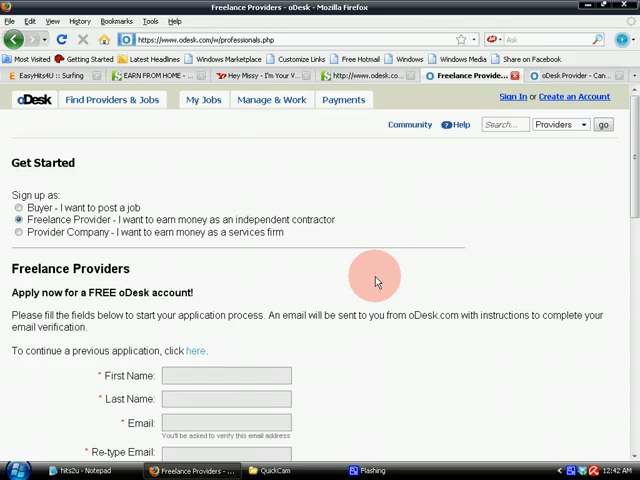 Freelance Providers - oDesk - Mozilla Firefox
File Edit View History Bookmarks Tools Help
https://www.odesk.com/w/professionals.php
Ask
Most Visited Getting Started Latest Headlines Windows Marketplace Customize Links Free Hotmail Windows Media Windows
EasyHits4U :: Surfing
EARN FROM HOME - ...
Hey Missy - I'm Your V...
http://www.odesk.co...
Freelance Provide...
oDesk Provider - Can...
oDesk
Find Providers & Jobs
My Jobs
Manage & Work
Payments
Sign In or Create an Account
Community
Help
Search...
Providers
go
Get Started
Sign up as:
Buyer - I want to post a job
Freelance Provider - I want to earn money as an independent contractor
Provider Company - I want to earn money as a services firm
Freelance Providers
Apply now for a FREE oDesk account!
Please fill the fields below to start your application process. An email will be sent to you from oDesk.com with instructions to complete your
email verification.
To continue a previous application, click here.
* First Name:
* Last Name:
* Email:
You'll be asked to verify this email address
* Re-type Email:
hits2u - Notepad
Freelance Providers - ...
QuickCam
Flashing
12:42 AM